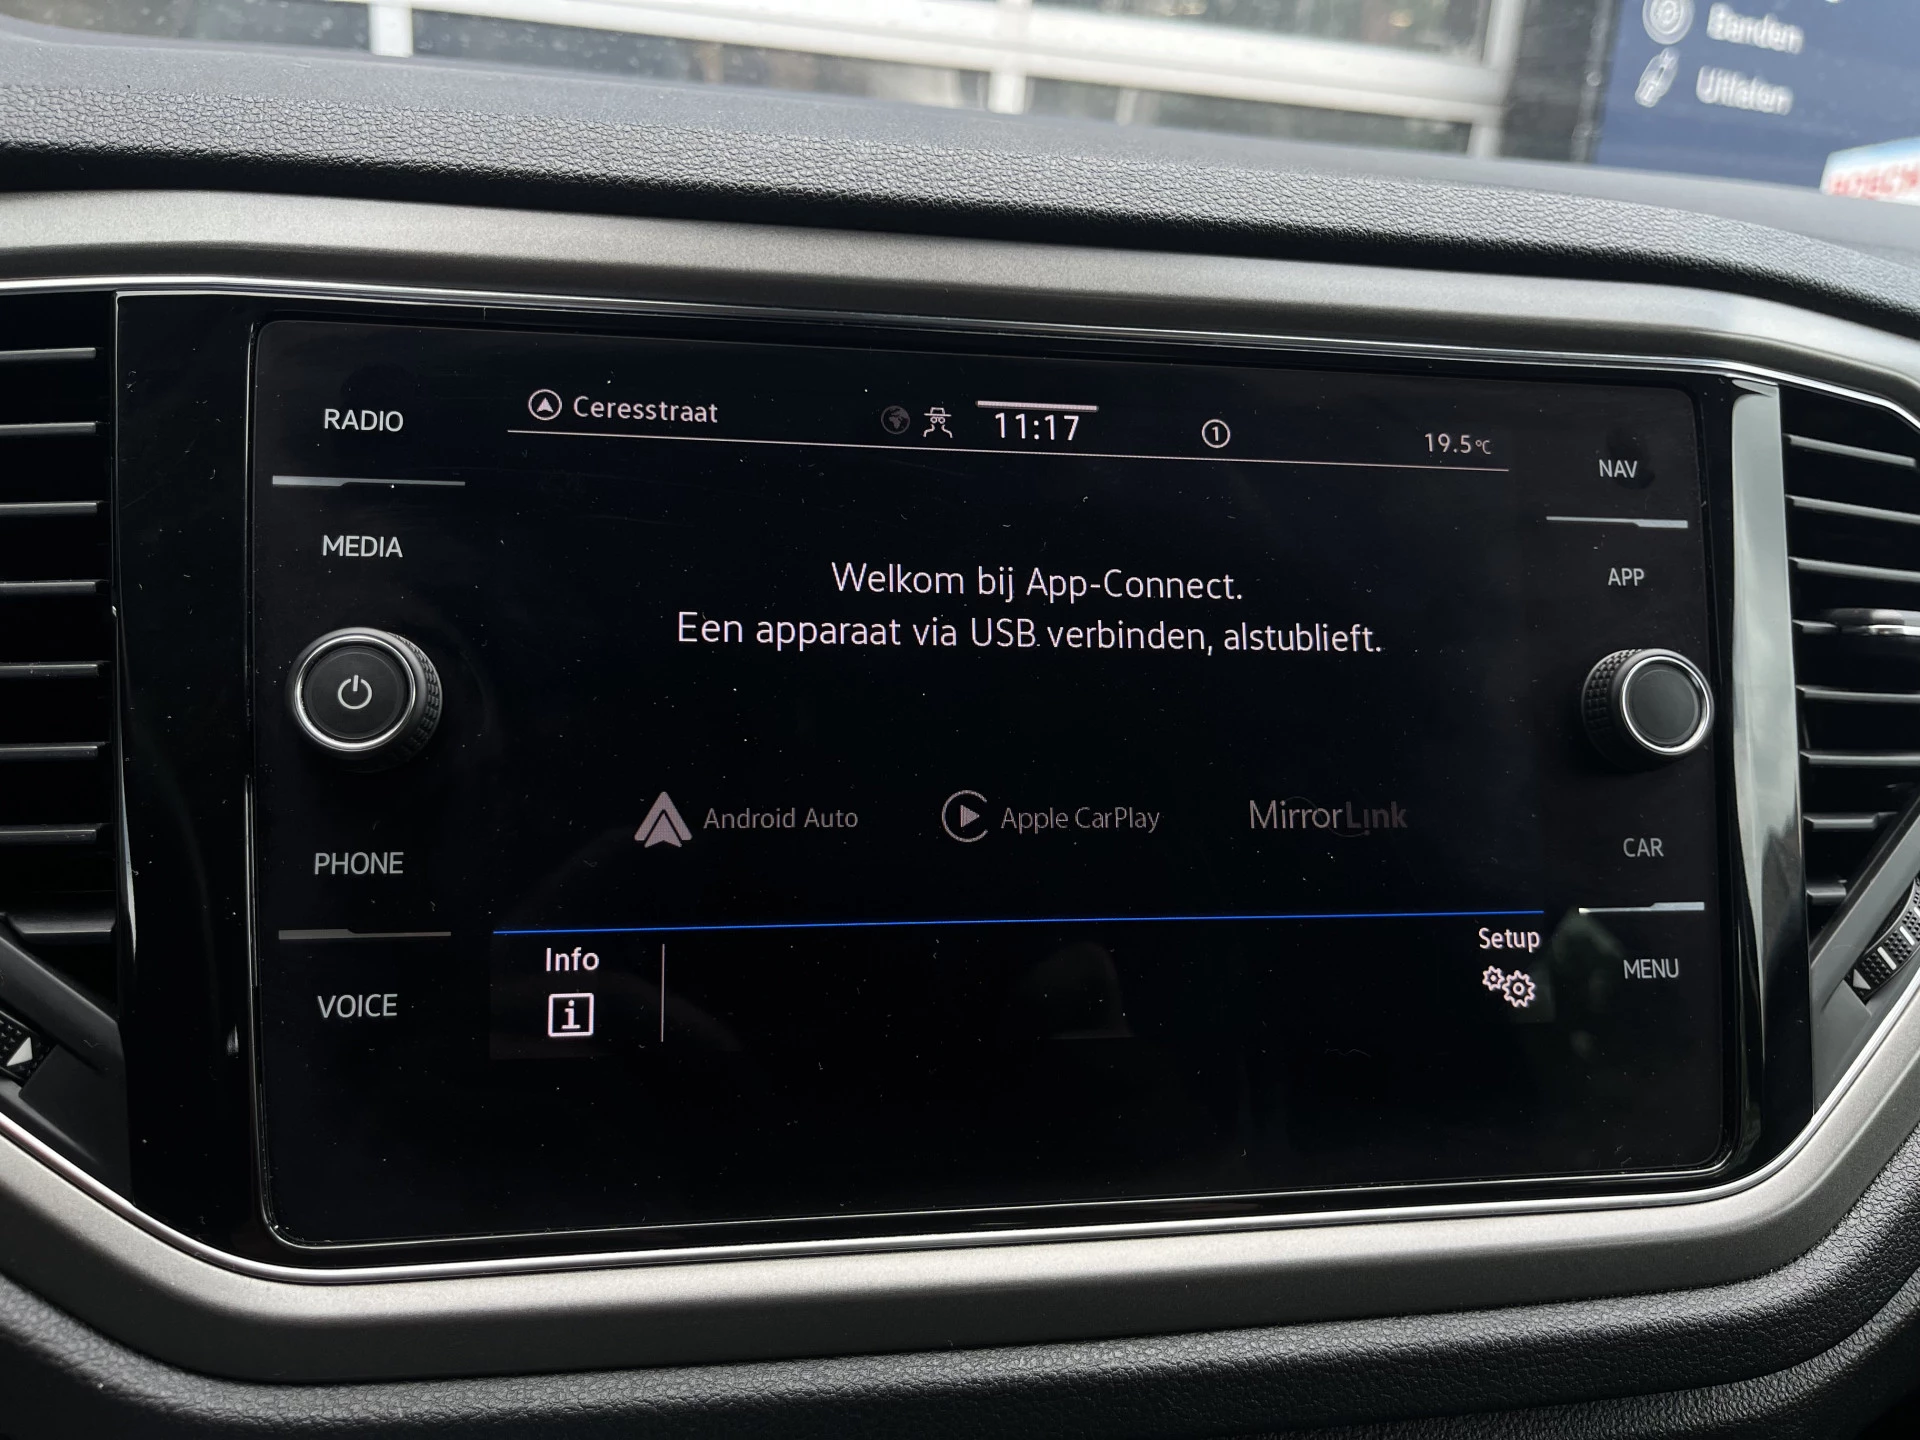 Banden
Uitlaten
RADIO
MEDIA
PHONE
VOICE
Ceresstraat
11:17
1
19.5°C
Welkom bij App-Connect.
Een apparaat via USB verbinden, alstublieft.
Android Auto
Apple CarPlay
MirrorLink
Info
i
Setup
NAV
APP
CAR
MENU